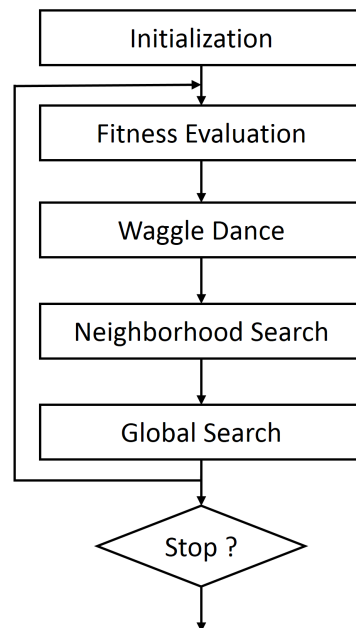 Initialization
Fitness Evaluation
Waggle Dance
Neighborhood Search
Global Search
Stop ?